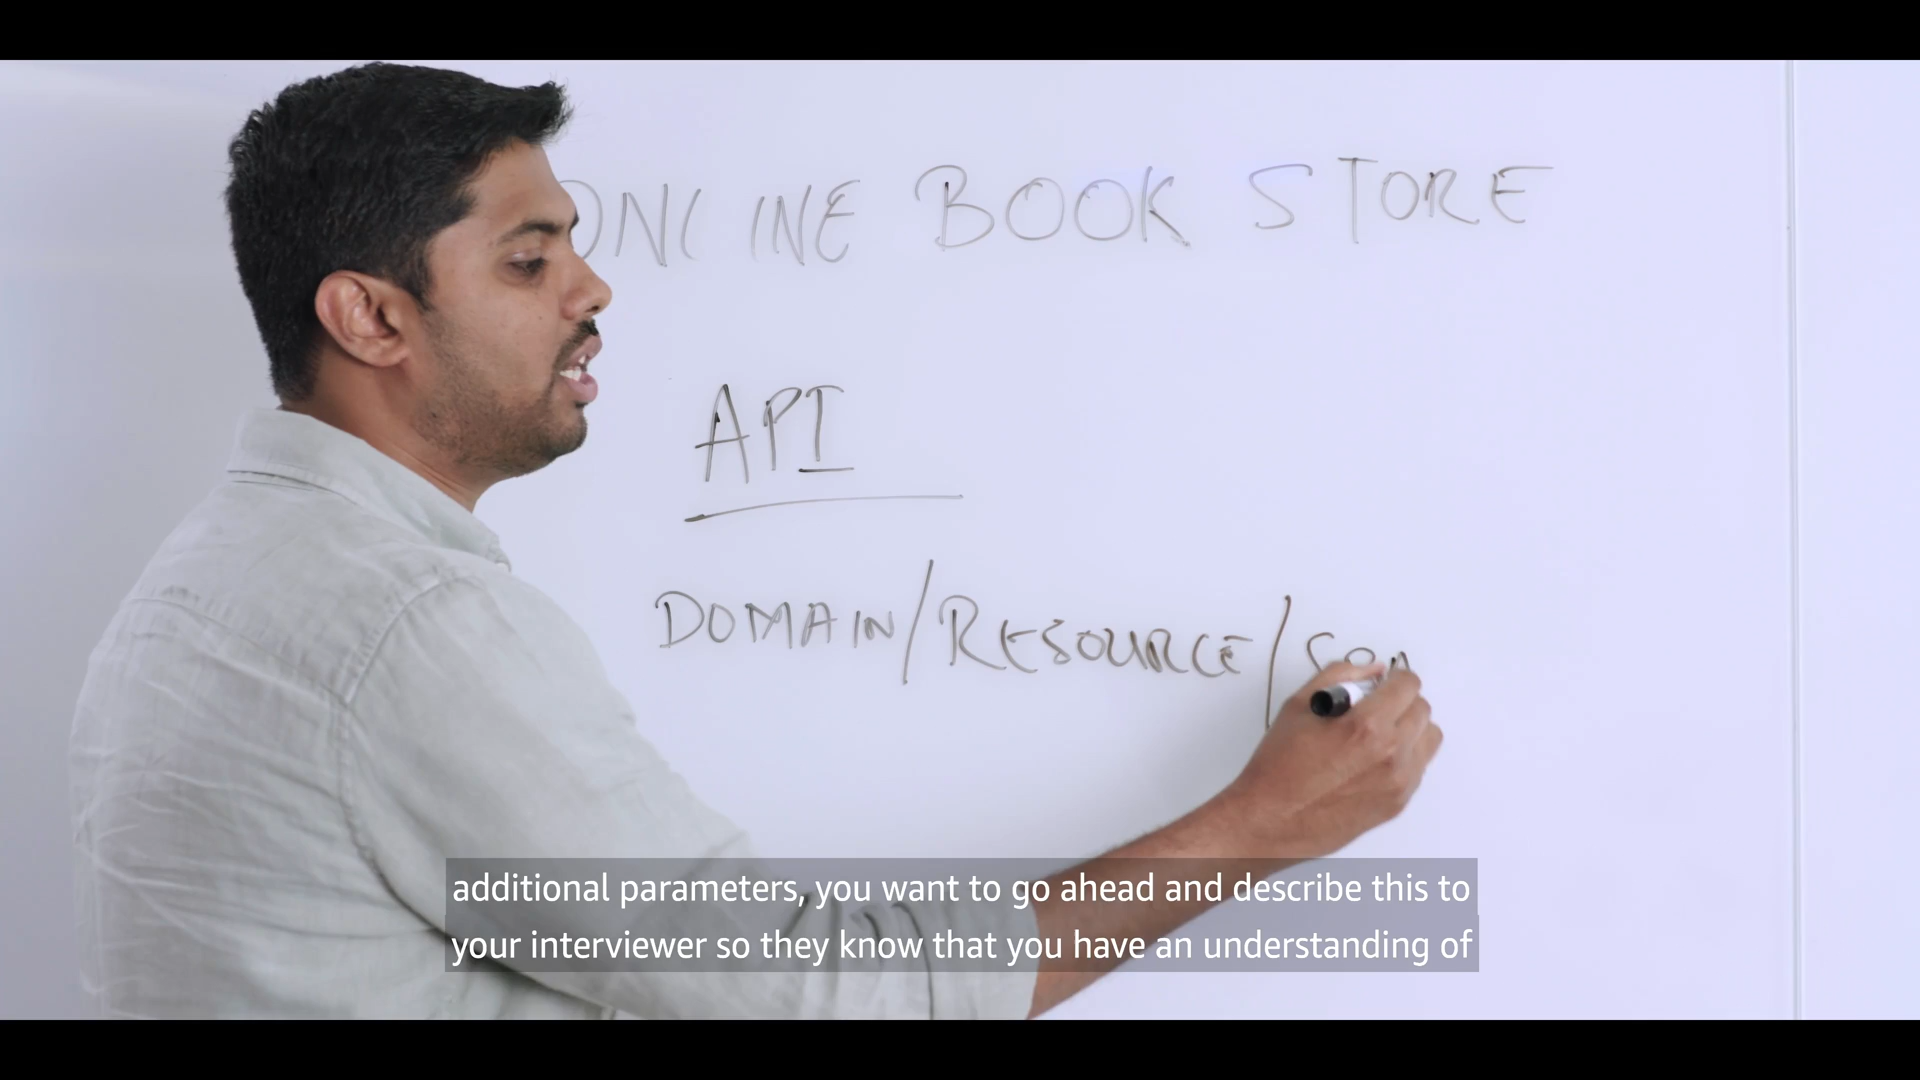 ONLINE BOOK STORE
API
DOMAIN/RESOURCE/
additional parameters, you want to go ahead and describe this to
your interviewer so they know that you have an understanding of